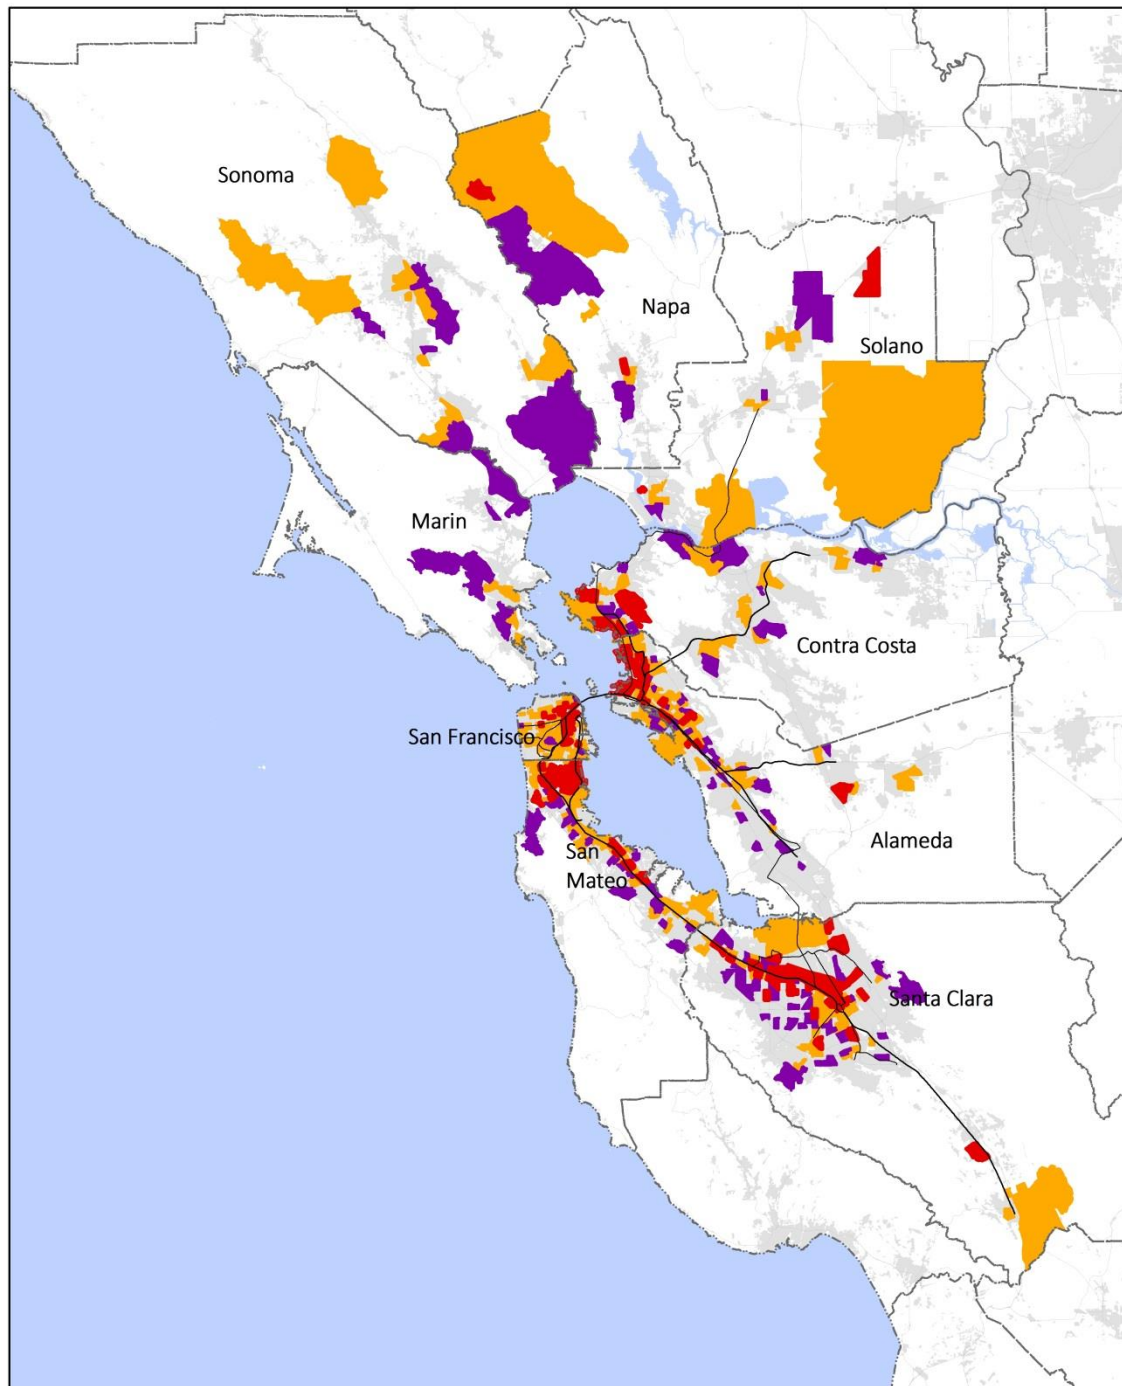 Sonoma
Napa
Solano
Marin
Contra Costa
San Francisco
Alameda
San
Mateo
Santa Clara